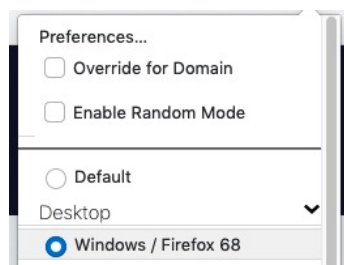 Preferences...
Override for Domain
Enable Random Mode
Default
Desktop
Windows / Firefox 68